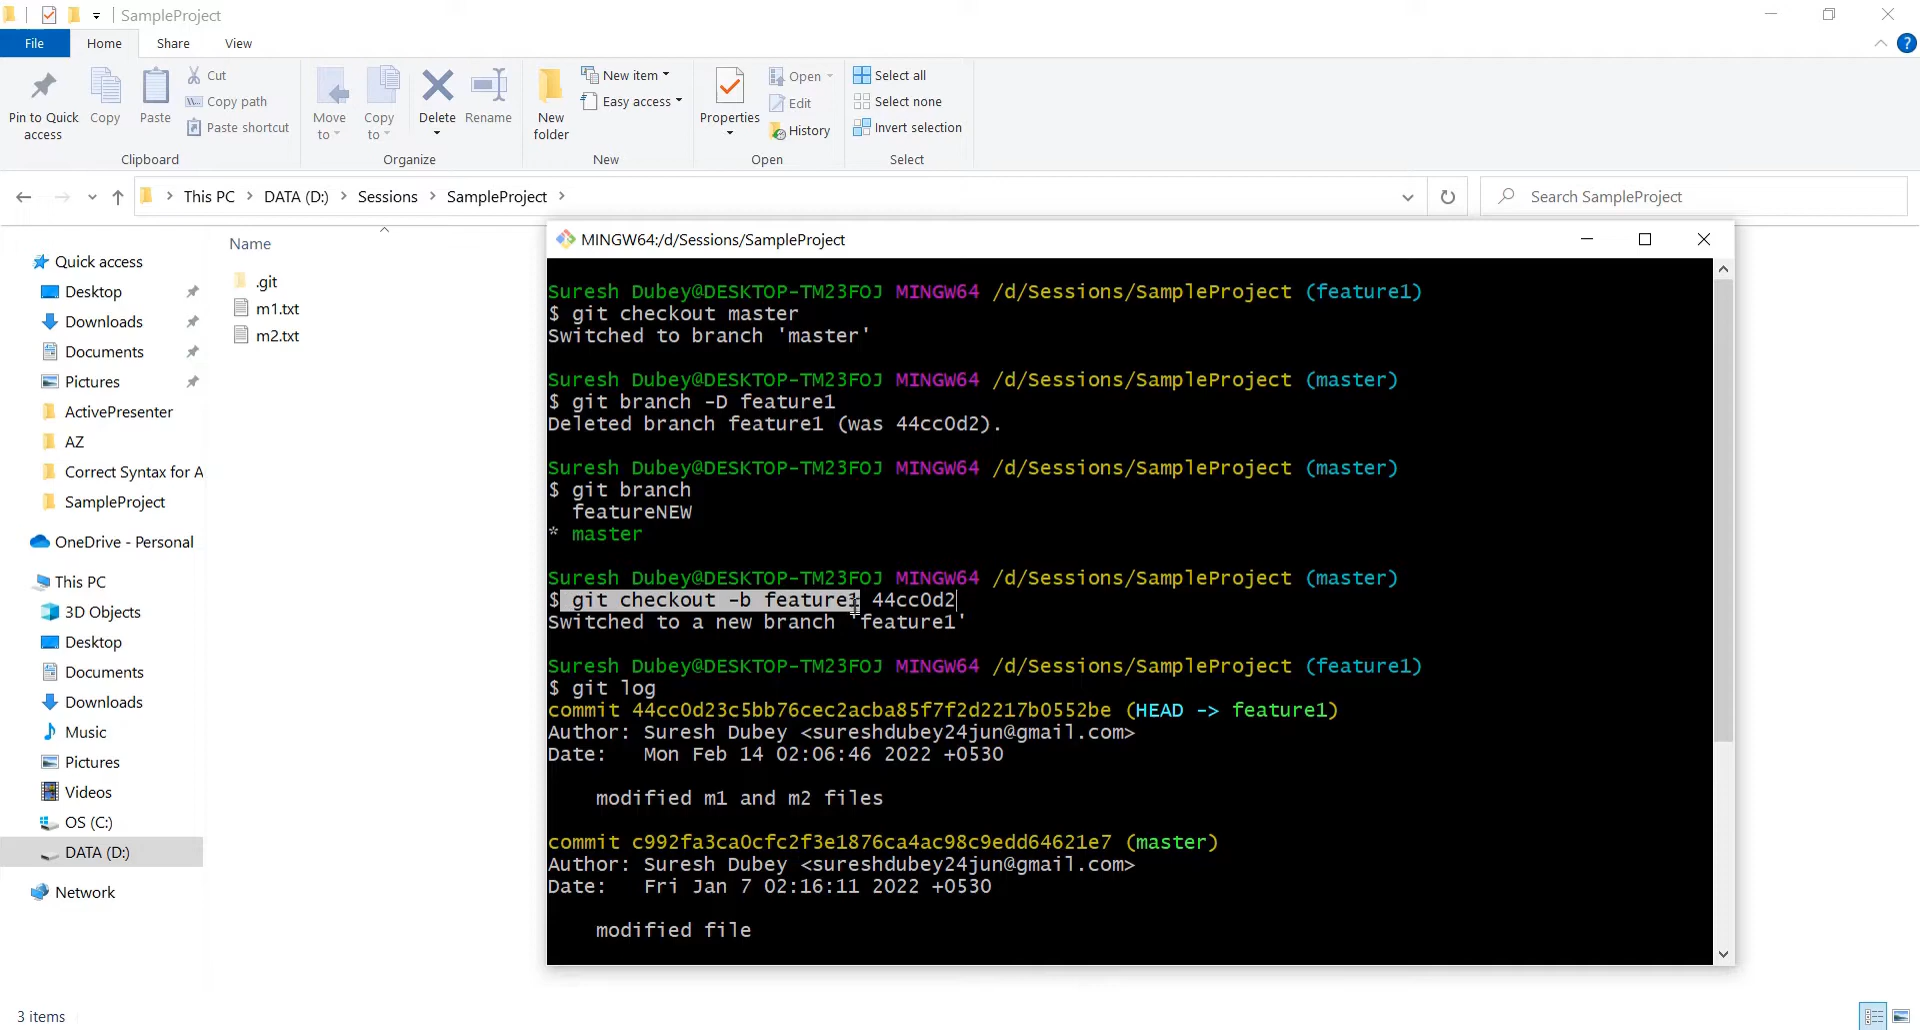 SampleProject
File Home Share View
Pin to Quick access
Copy
Paste
Cut
Copy path
Paste shortcut
Clipboard
Move to
Copy to
Delete
Rename
Organize
New folder
New item
Easy access
New
Properties
Open
Edit
History
Open
Select all
Select none
Invert selection
Select
This PC > DATA (D:) > Sessions > SampleProject >
Search SampleProject
Quick access
Desktop
Downloads
Documents
Pictures
ActivePresenter
AZ
Correct Syntax for A
SampleProject
OneDrive - Personal
This PC
3D Objects
Desktop
Documents
Downloads
Music
Pictures
Videos
OS (C:)
DATA (D:)
Network
Name
.git
m1.txt
m2.txt
MINGW64:/d/Sessions/SampleProject
Suresh Dubey@DESKTOP-TM23FOJ MINGW64 /d/Sessions/SampleProject (feature1)
$ git checkout master
Switched to branch 'master'
Suresh Dubey@DESKTOP-TM23FOJ MINGW64 /d/Sessions/SampleProject (master)
$ git branch -D feature1
Deleted branch feature1 (was 44cc0d2).
Suresh Dubey@DESKTOP-TM23FOJ MINGW64 /d/Sessions/SampleProject (master)
$ git branch
featureNEW
* master
Suresh Dubey@DESKTOP-TM23FOJ MINGW64 /d/Sessions/SampleProject (master)
$ git checkout -b feature1 44cc0d2
Switched to a new branch 'feature1'
Suresh Dubey@DESKTOP-TM23FOJ MINGW64 /d/Sessions/SampleProject (feature1)
$ git log
commit 44cc0d23c5bb76cec2acba85f7f2d2217b0552be (HEAD -> feature1)
Author: Suresh Dubey <sureshdubey24jun@gmail.com>
Date:   Mon Feb 14 02:06:46 2022 +0530
modified m1 and m2 files
commit c992fa3ca0cfc2f3e1876ca4ac98c9edd64621e7 (master)
Author: Suresh Dubey <sureshdubey24jun@gmail.com>
Date:   Fri Jan 7 02:16:11 2022 +0530
modified file
3 items